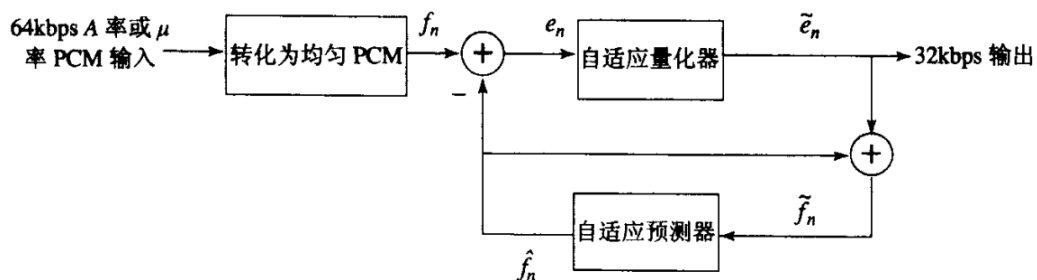 64kbps A 率或 μ
率 PCM 输入
转化为均匀 PCM
f_n
+
−
e_n
自适应量化器
ẽ_n
32kbps 输出
+
f̃_n
自适应预测器
f̂_n